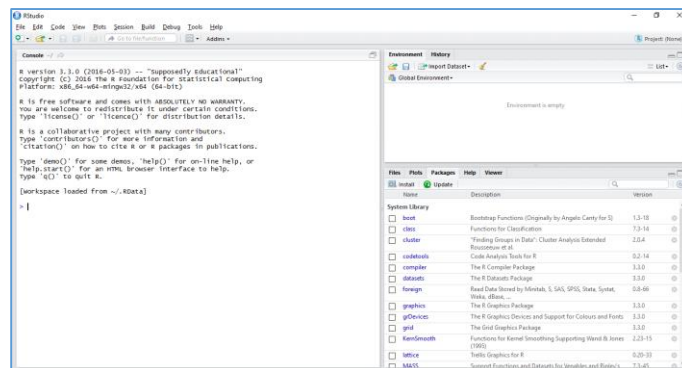 RStudio
File Edit Code View Plots Session Build Debug Tools Help
Go to file/function Addins
Project: (None)
Console ~/
R version 3.3.0 (2016-05-03) -- "Supposedly Educational"
Copyright (C) 2016 The R Foundation for Statistical Computing
Platform: x86_64-w64-mingw32/x64 (64-bit)
R is free software and comes with ABSOLUTELY NO WARRANTY.
You are welcome to redistribute it under certain conditions.
Type 'license()' or 'licence()' for distribution details.
R is a collaborative project with many contributors.
Type 'contributors()' for more information and
'citation()' on how to cite R or R packages in publications.
Type 'demo()' for some demos, 'help()' for on-line help, or
'help.start()' for an HTML browser interface to help.
Type 'q()' to quit R.
[Workspace loaded from ~/.RData]
>
Environment History
Import Dataset List
Global Environment
Environment is empty
Files Plots Packages Help Viewer
Install Update
Name Description Version
System Library
boot Bootstrap Functions (Originally by Angelo Canty for S) 1.3-18
class Functions for Classification 7.3-14
cluster "Finding Groups in Data": Cluster Analysis Extended 2.0.4
Rousseeuw et al.
codetools Code Analysis Tools for R 0.2-14
compiler The R Compiler Package 3.3.0
datasets The R Datasets Package 3.3.0
foreign Read Data Stored by Minitab, S, SAS, SPSS, Stata, Systat, 0.8-66
Weka, dBase, ...
graphics The R Graphics Package 3.3.0
grDevices The R Graphics Devices and Support for Colours and Fonts 3.3.0
grid The Grid Graphics Package 3.3.0
KernSmooth Functions for Kernel Smoothing Supporting Wand & Jones 2.23-15
(1995)
lattice Trellis Graphics for R 0.20-33
MASS Support Functions and Datasets for Venables and Ripley's 7.3-45